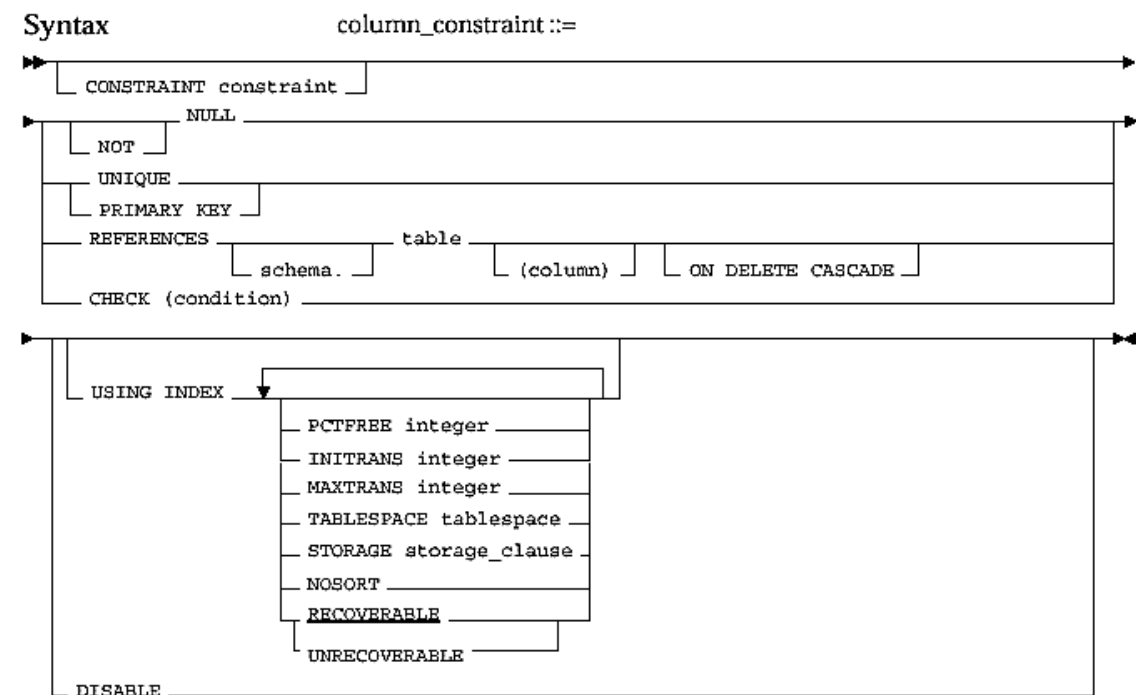 Syntax column_constraint ::=
CONSTRAINT constraint
NULL
NOT
UNIQUE
PRIMARY KEY
REFERENCES table
schema. (column) ON DELETE CASCADE
CHECK (condition)
USING INDEX
PCTFREE integer
INITRANS integer
MAXTRANS integer
TABLESPACE tablespace
STORAGE storage_clause
NOSORT
RECOVERABLE
UNRECOVERABLE
DISABLE